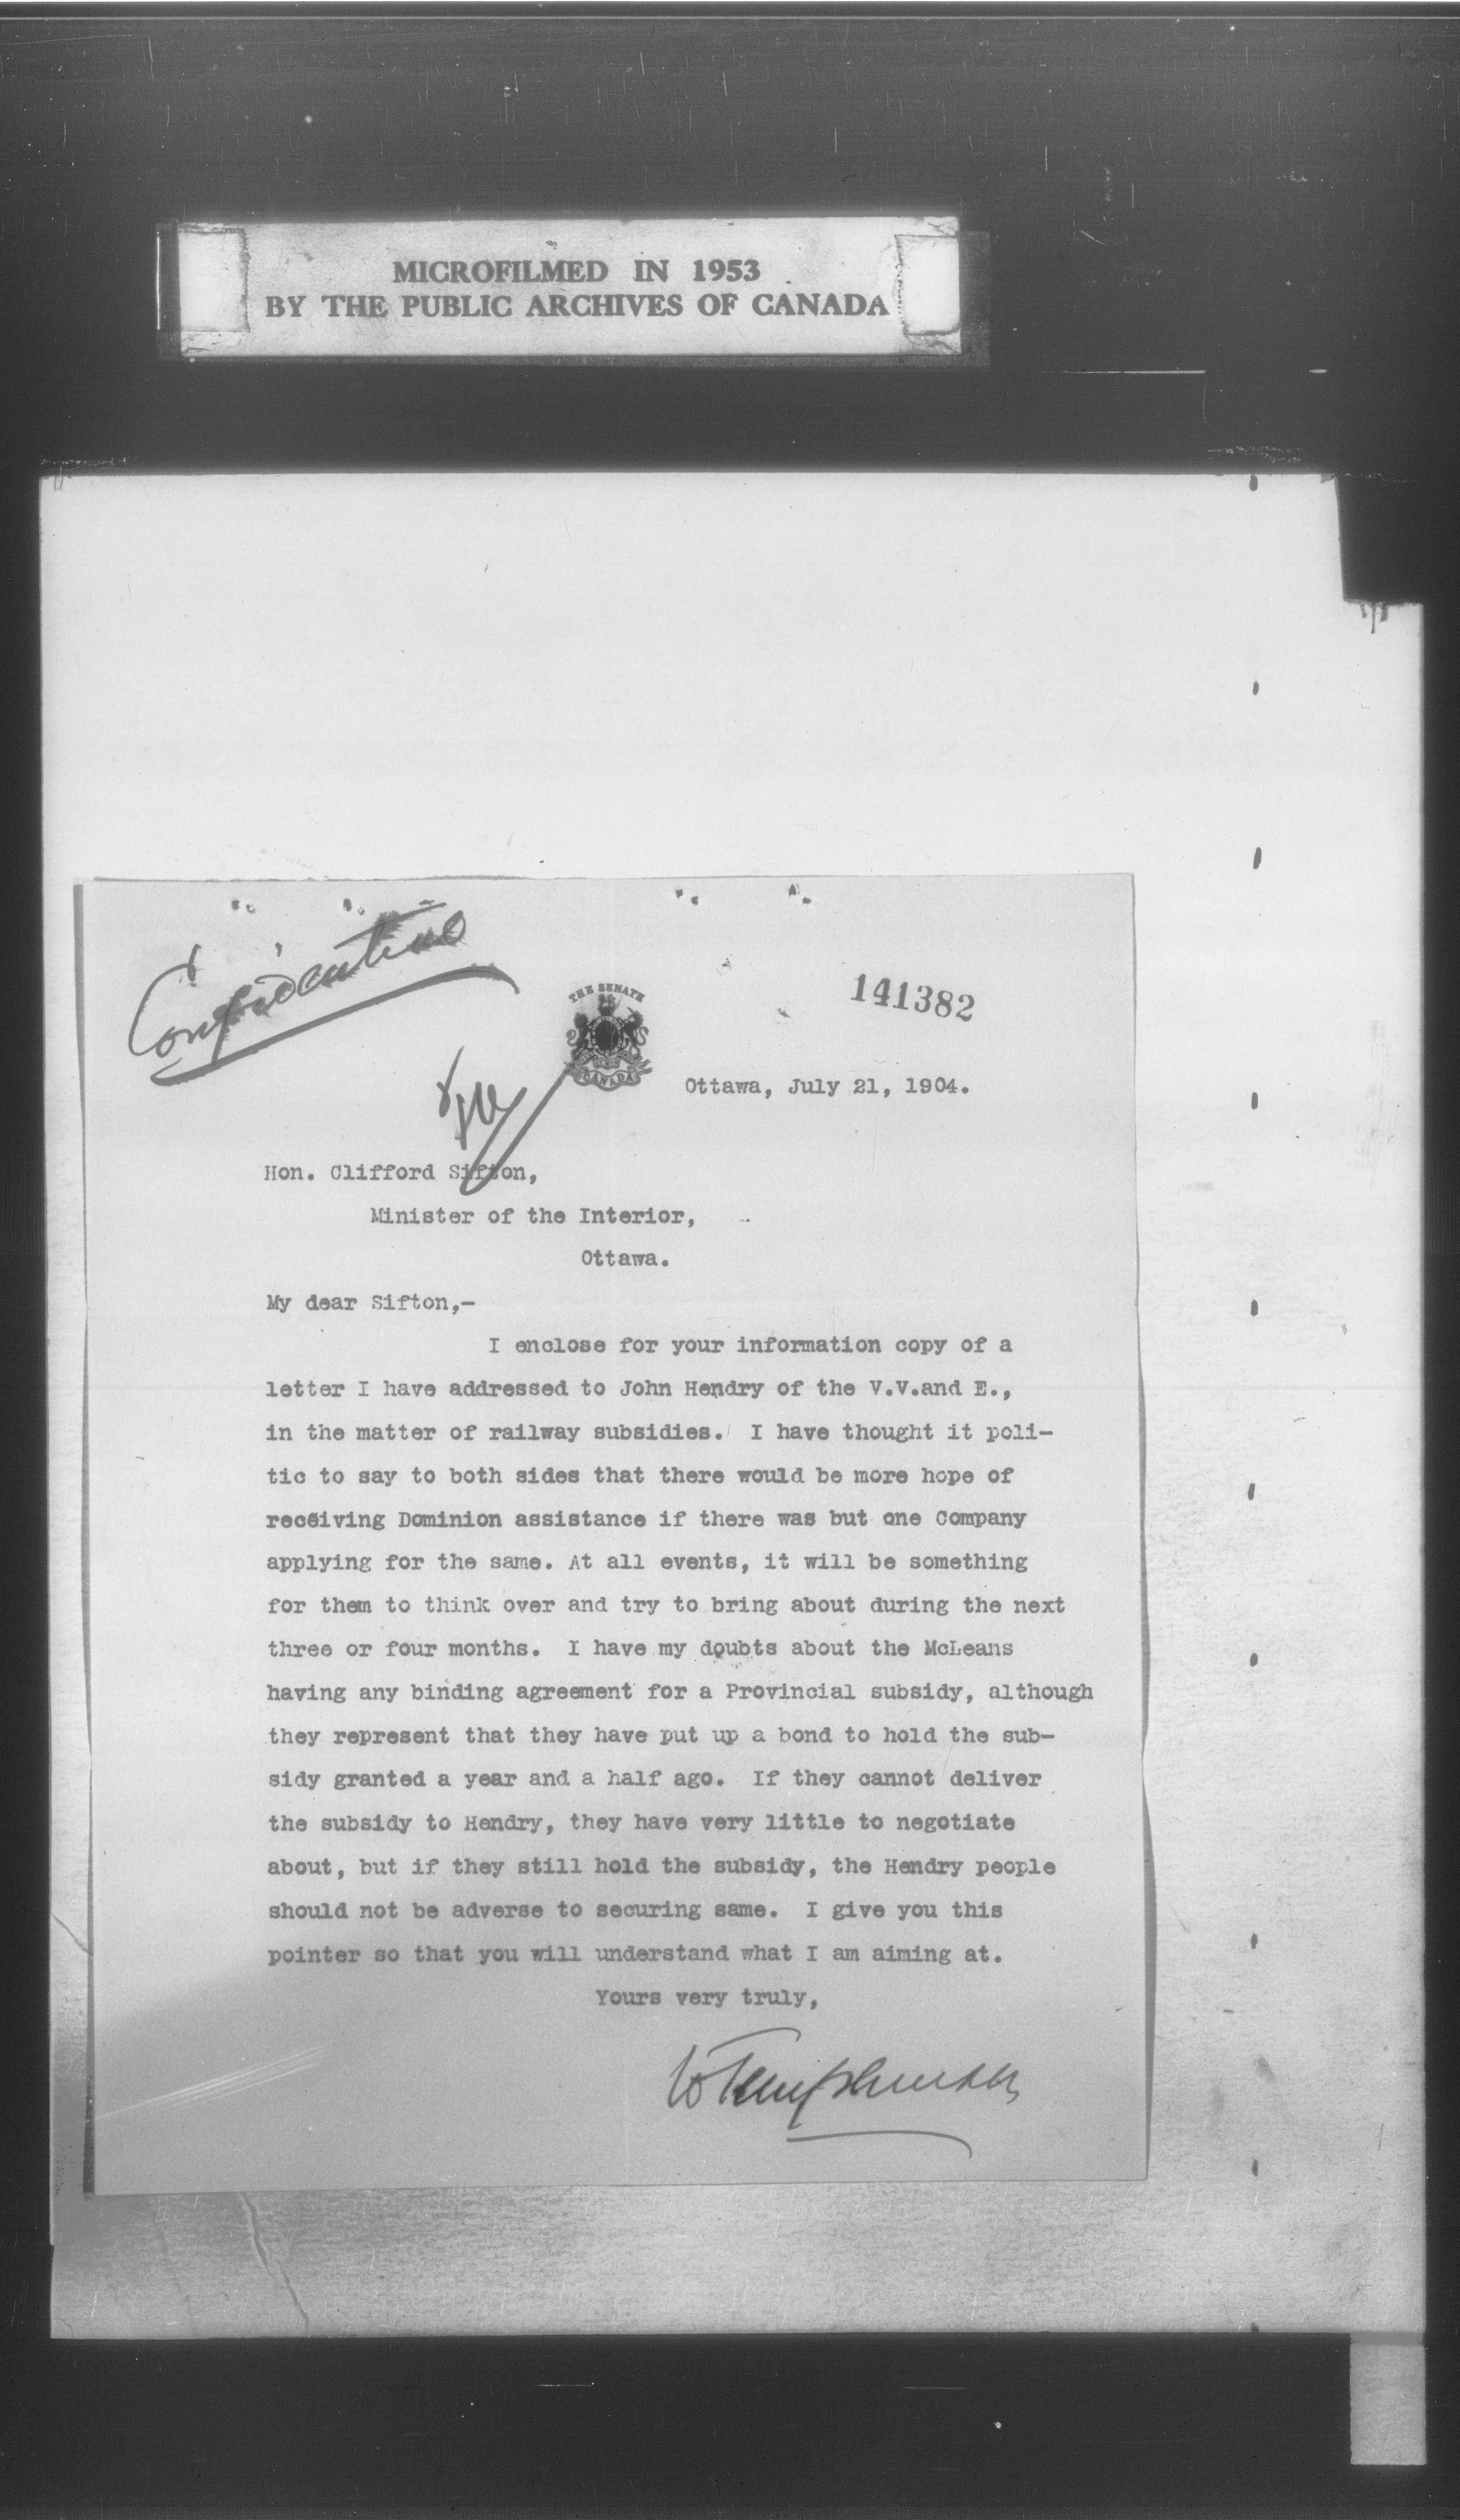 MICROFILMED IN 1953
BY THE PUBLIC ARCHIVES OF CANADA
Confidential
THE SENATE
CANADA
141382
Ottawa, July 21, 1904.
Hon. Clifford Sifton,
Minister of the Interior,
Ottawa.
My dear Sifton,-
I enclose for your information copy of a
letter I have addressed to John Hendry of the V.V.and E.,
in the matter of railway subsidies. I have thought it poli-
tic to say to both sides that there would be more hope of
receiving Dominion assistance if there was but one Company
applying for the same. At all events, it will be something
for them to think over and try to bring about during the next
three or four months. I have my doubts about the McLeans
having any binding agreement for a Provincial subsidy, although
they represent that they have put up a bond to hold the sub-
sidy granted a year and a half ago. If they cannot deliver
the subsidy to Hendry, they have very little to negotiate
about, but if they still hold the subsidy, the Hendry people
should not be adverse to securing same. I give you this
pointer so that you will understand what I am aiming at.
Yours very truly,
W Templeman